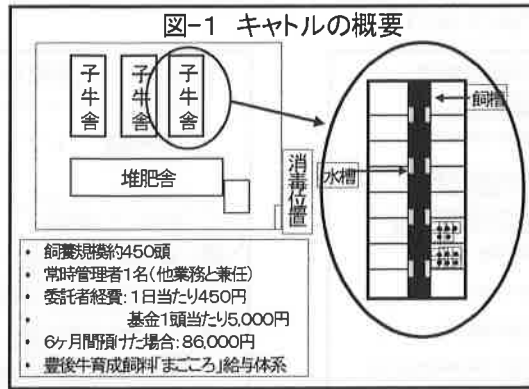 図-1 キャトルの概要
子牛舎
子牛舎
子牛舎
堆肥舎
消毒位置
飼槽
水槽
• 飼養規模約450頭
• 常時管理者1名(他業務と兼任)
• 委託者経費:1日当たり450円
• 基金1頭当たり5,000円
• 6ヶ月間預けた場合:86,000円
• 豊後牛育成飼料「まごころ」給与体系